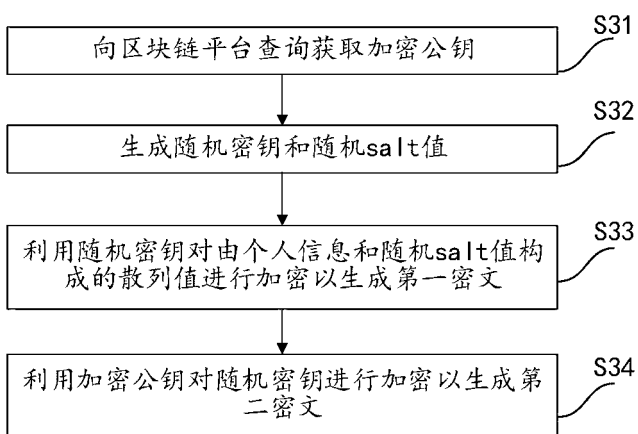 S31
向区块链平台查询获取加密公钥
S32
生成随机密钥和随机salt值
S33
利用随机密钥对由个人信息和随机salt值构
成的散列值进行加密以生成第一密文
S34
利用加密公钥对随机密钥进行加密以生成第
二密文